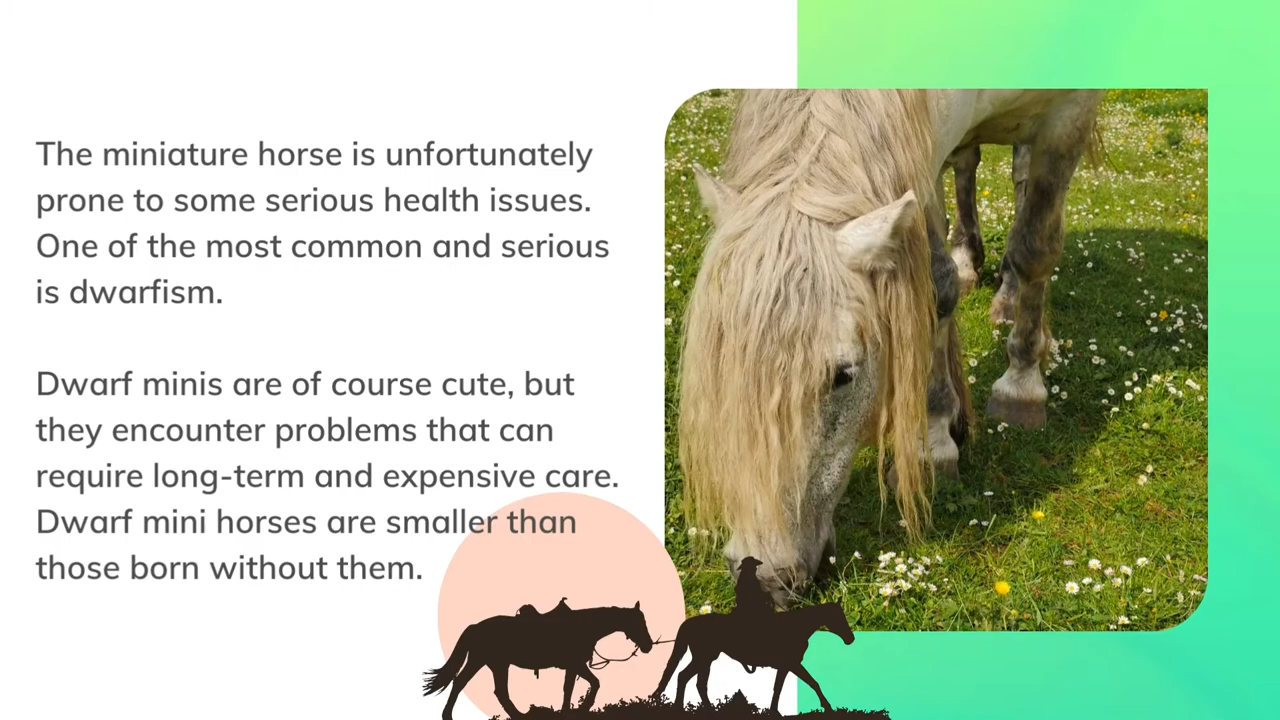 The miniature horse is unfortunately
prone to some serious health issues.
One of the most common and serious
is dwarfism.
Dwarf minis are of course cute, but
they encounter problems that can
require long-term and expensive care.
Dwarf mini horses are smaller than
those born without them.